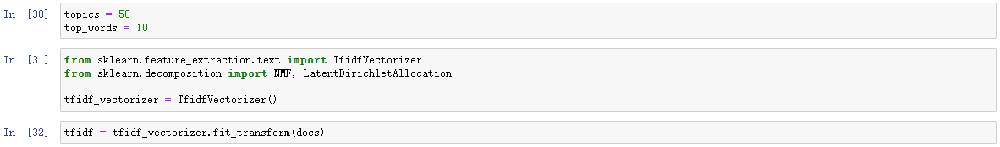 In [30]: topics = 50
top_words = 10
In [31]: from sklearn.feature_extraction.text import TfidfVectorizer
from sklearn.decomposition import NMF, LatentDirichletAllocation
tfidf_vectorizer = TfidfVectorizer()
In [32]: tfidf = tfidf_vectorizer.fit_transform(docs)